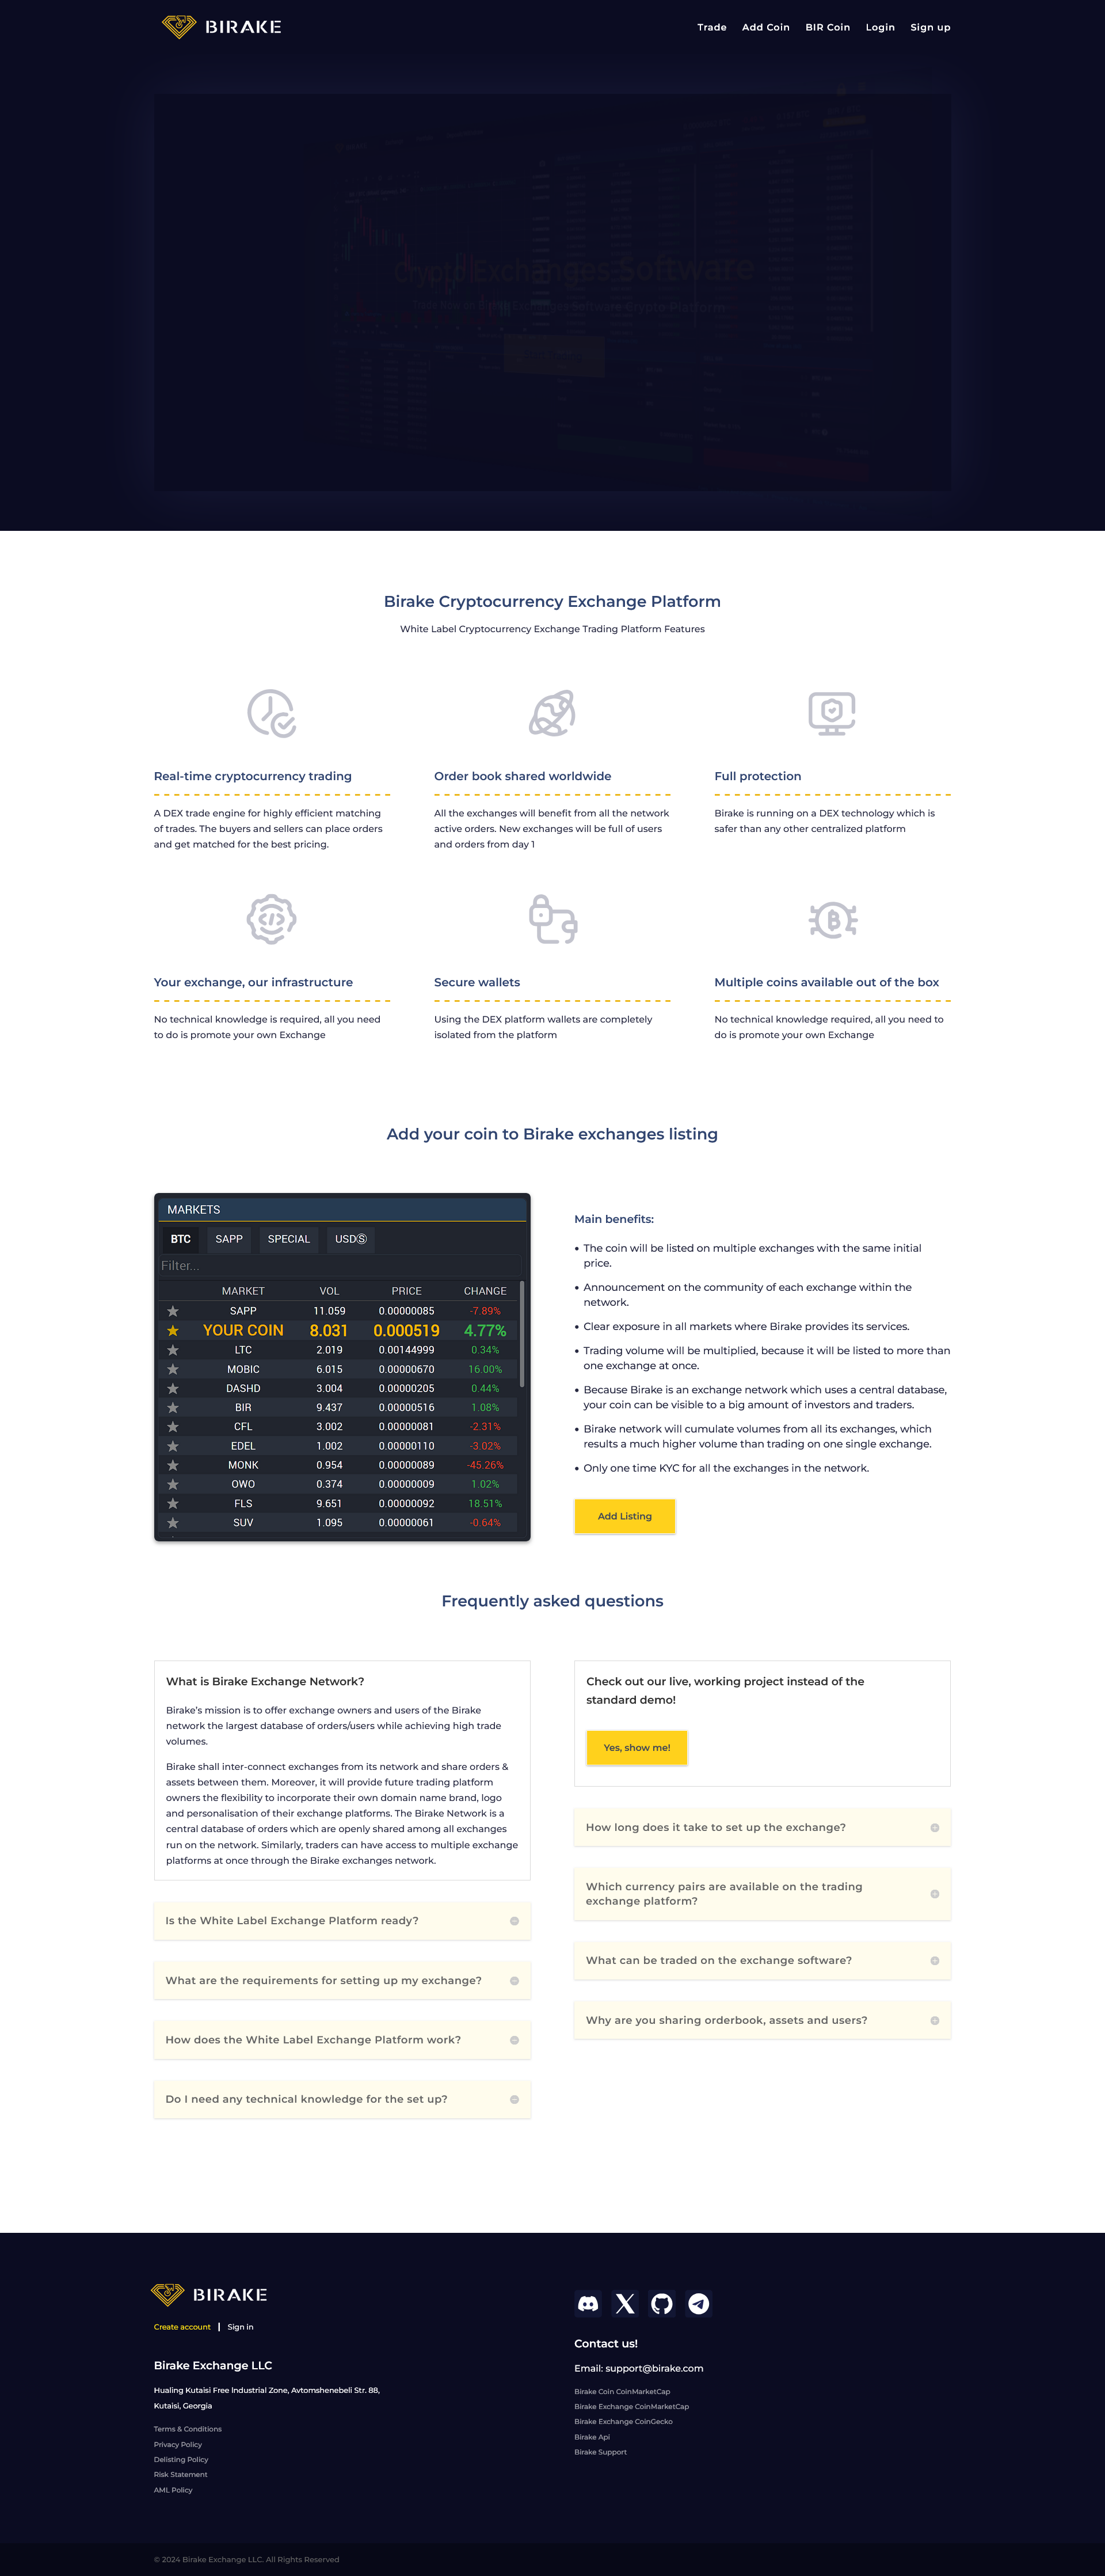 BIRAKE
Trade Add Coin BIR Coin Login Sign up
Crypto Exchanges Software
Birake Cryptocurrency Exchange Platform
White Label Cryptocurrency Exchange Trading Platform Features
Real-time cryptocurrency trading
A DEX trade engine for highly efficient matching
of trades. The buyers and sellers can place orders
and get matched for the best pricing.
Order book shared worldwide
All the exchanges will benefit from all the network
active orders. New exchanges will be full of users
and orders from day 1
Full protection
Birake is running on a DEX technology which is
safer than any other centralized platform
Your exchange, our infrastructure
No technical knowledge is required, all you need
to do is promote your own Exchange
Secure wallets
Using the DEX platform wallets are completely
isolated from the platform
Multiple coins available out of the box
No technical knowledge required, all you need to
do is promote your own Exchange
Add your coin to Birake exchanges listing
MARKETS
BTC SAPP SPECIAL USDⓈ
Filter...
MARKET VOL PRICE CHANGE
SAPP 11.059 0.00000085 -7.89%
YOUR COIN 8.031 0.000519 4.77%
LTC 2.019 0.00144999 0.34%
MOBIC 6.015 0.00000670 16.00%
DASHD 3.004 0.00000205 0.44%
BIR 9.437 0.00000516 1.08%
CFL 3.002 0.00000081 -2.31%
EDEL 1.002 0.00000110 -3.02%
MONK 0.954 0.00000089 -45.26%
OWO 0.374 0.00000009 1.02%
FLS 9.651 0.00000092 18.51%
SUV 1.095 0.00000061 -0.64%
Main benefits:
• The coin will be listed on multiple exchanges with the same initial
price.
• Announcement on the community of each exchange within the
network.
• Clear exposure in all markets where Birake provides its services.
• Trading volume will be multiplied, because it will be listed to more than
one exchange at once.
• Because Birake is an exchange network which uses a central database,
your coin can be visible to a big amount of investors and traders.
• Birake network will cumulate volumes from all its exchanges, which
results a much higher volume than trading on one single exchange.
• Only one time KYC for all the exchanges in the network.
Add Listing
Frequently asked questions
What is Birake Exchange Network?
Birake's mission is to offer exchange owners and users of the Birake
network the largest database of orders/users while achieving high trade
volumes.
Birake shall inter-connect exchanges from its network and share orders &
assets between them. Moreover, it will provide future trading platform
owners the flexibility to incorporate their own domain name brand, logo
and personalisation of their exchange platforms. The Birake Network is a
central database of orders which are openly shared among all exchanges
run on the network. Similarly, traders can have access to multiple exchange
platforms at once through the Birake exchanges network.
Is the White Label Exchange Platform ready?
What are the requirements for setting up my exchange?
How does the White Label Exchange Platform work?
Do I need any technical knowledge for the set up?
Check out our live, working project instead of the
standard demo!
Yes, show me!
How long does it take to set up the exchange?
Which currency pairs are available on the trading
exchange platform?
What can be traded on the exchange software?
Why are you sharing orderbook, assets and users?
BIRAKE
Create account | Sign in
Birake Exchange LLC
Hualing Kutaisi Free Industrial Zone, Avtomshenebeli Str. 88,
Kutaisi, Georgia
Terms & Conditions
Privacy Policy
Delisting Policy
Risk Statement
AML Policy
Contact us!
Email: support@birake.com
Birake Coin CoinMarketCap
Birake Exchange CoinMarketCap
Birake Exchange CoinGecko
Birake Api
Birake Support
© 2024 Birake Exchange LLC. All Rights Reserved